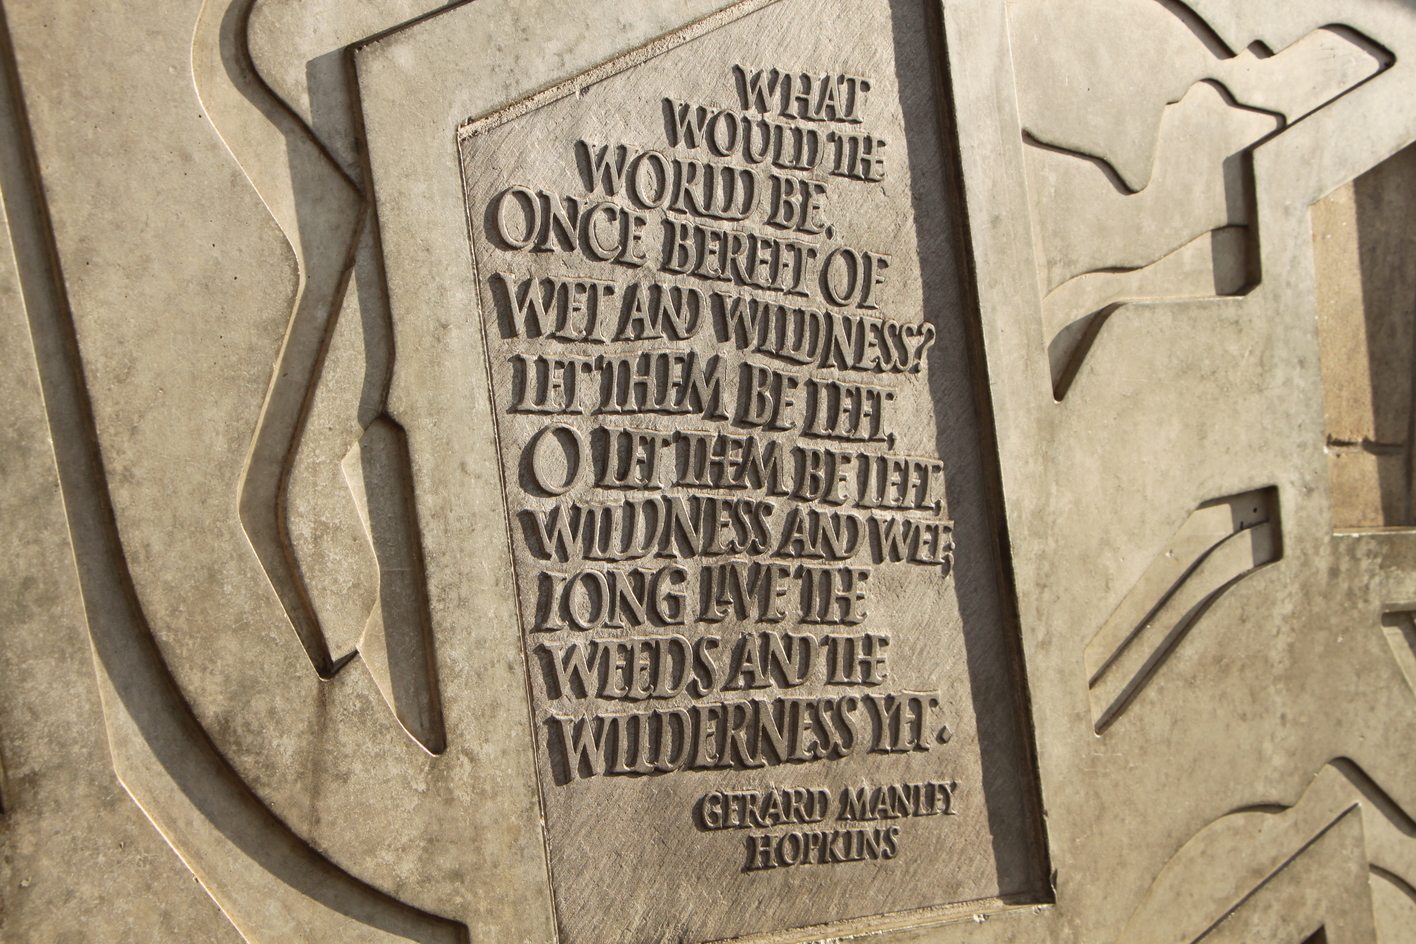 WHAT
WOULD THE
WORLD BE,
ONCE BEREFT OF
WET AND WILDNESS?
LET THEM BE LEFT,
O LET THEM BE LEFT,
WILDNESS AND WET;
LONG LIVE THE
WEEDS AND THE
WILDERNESS YET.
GERARD MANLEY
HOPKINS